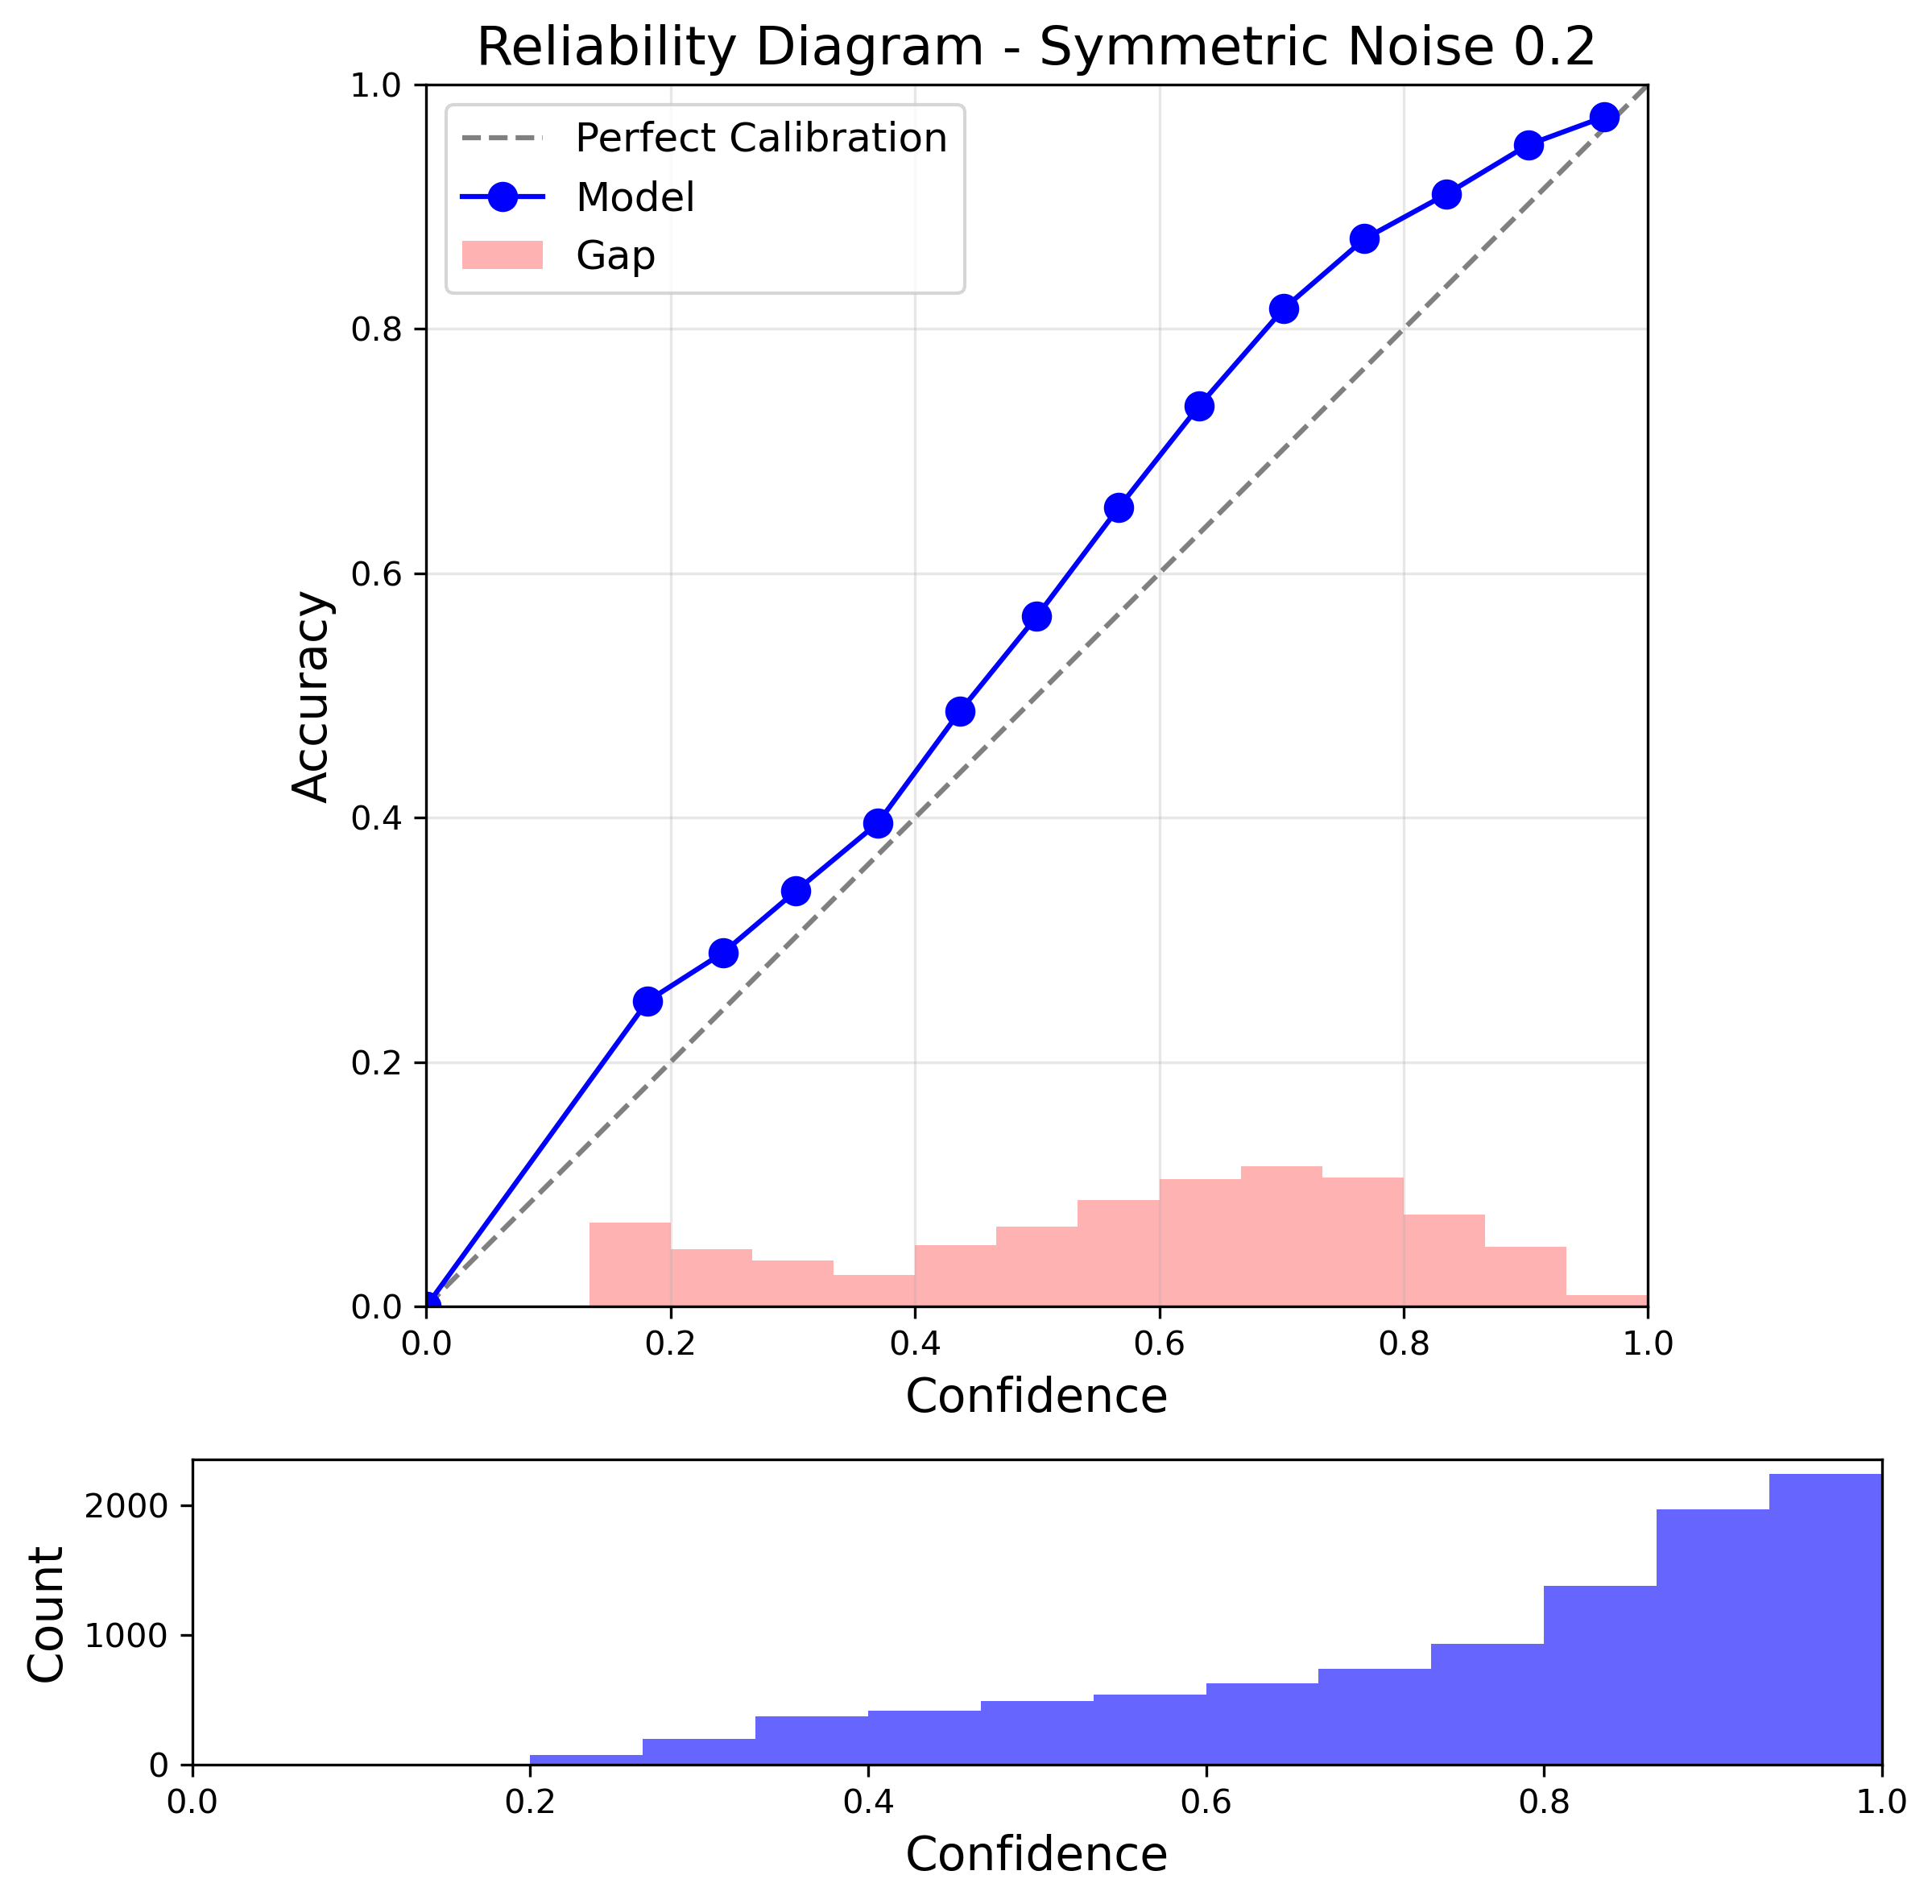 Reliability Diagram - Symmetric Noise 0.2
1.0
0.8
0.6
0.4
0.2
0.0
Accuracy
Perfect Calibration
Model
Gap
0.0 0.2 0.4 0.6 0.8 1.0
Confidence
2000
1000
0
Count
0.0 0.2 0.4 0.6 0.8 1.0
Confidence